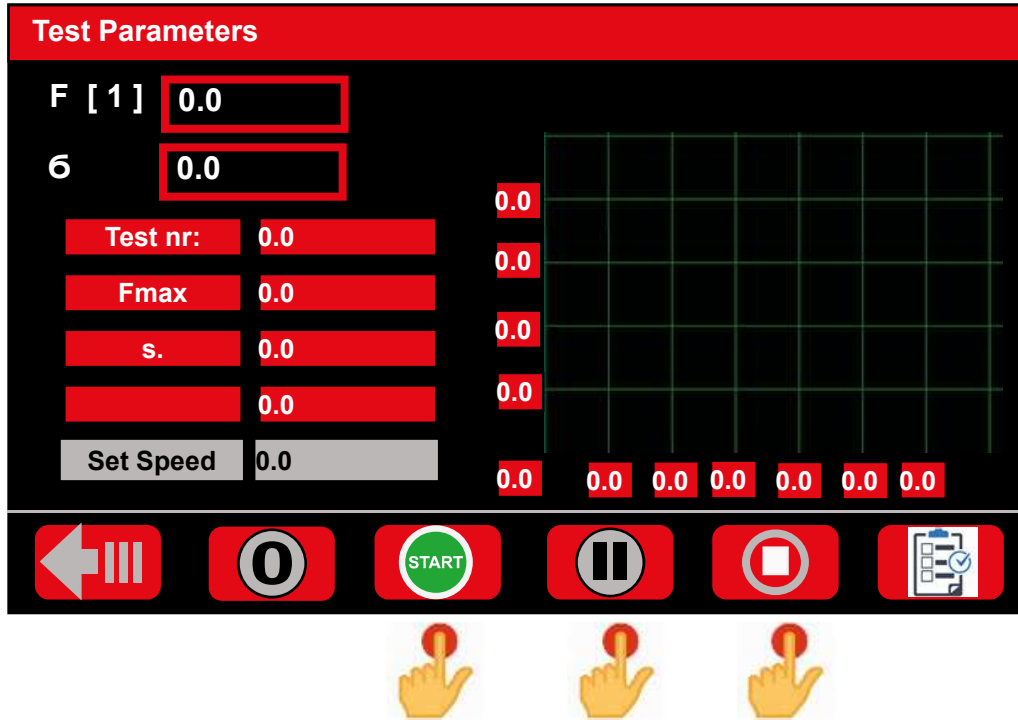 Test Parameters
F [ 1 ] 0.0
б 0.0
Test nr: 0.0
Fmax 0.0
s. 0.0
0.0
Set Speed 0.0
0.0
0.0
0.0
0.0
0.0 0.0 0.0 0.0 0.0 0.0 0.0
0
START